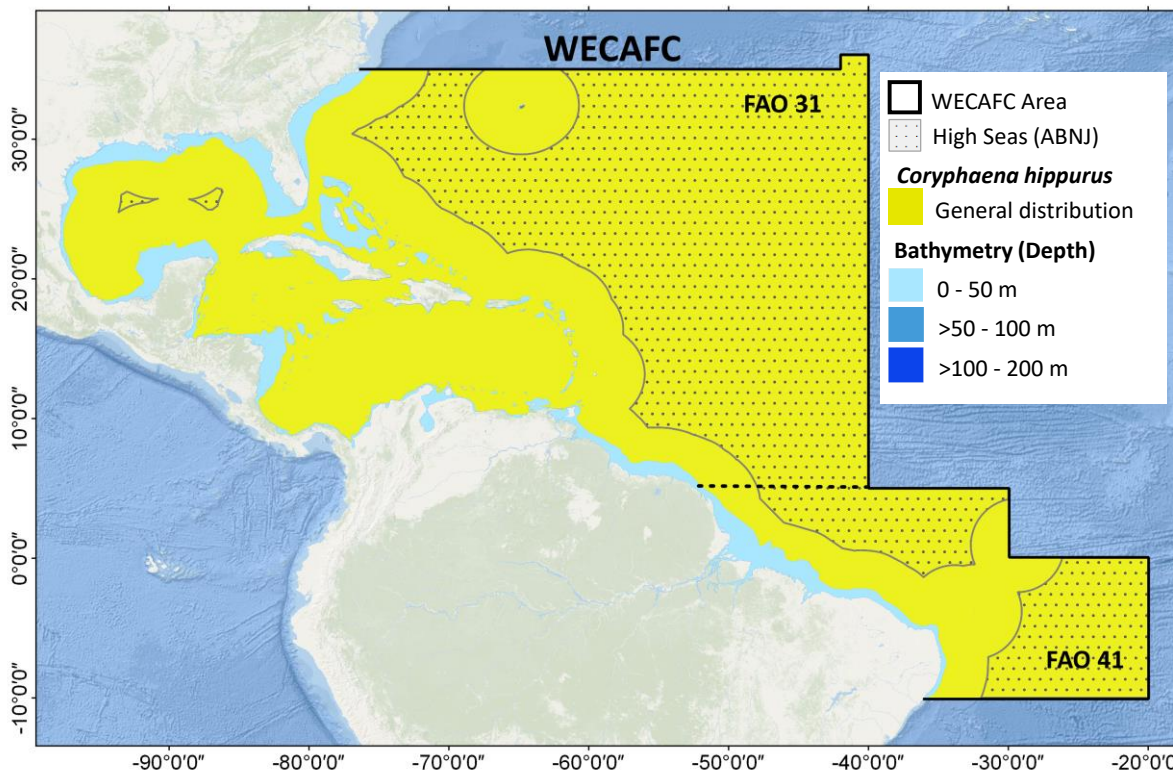 WECAFC
FAO 31
WECAFC Area
High Seas (ABNJ)
Coryphaena hippurus
General distribution
Bathymetry (Depth)
0 - 50 m
>50 - 100 m
>100 - 200 m
FAO 41
30°0'0"
20°0'0"
10°0'0"
0°0'0"
-10°0'0"
-90°0'0"
-80°0'0"
-70°0'0"
-60°0'0"
-50°0'0"
-40°0'0"
-30°0'0"
-20°0'0"